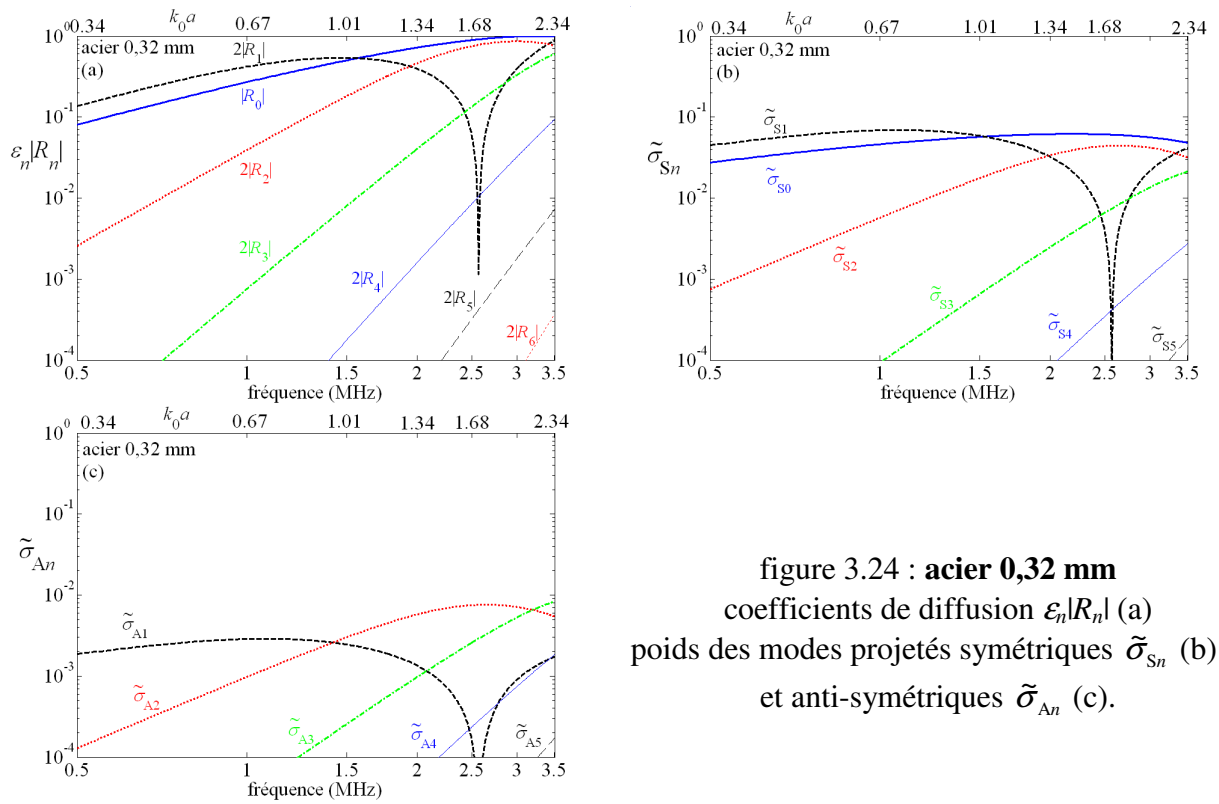 0.34 k₀a 0.67 1.01 1.34 1.68 2.34
10⁰
acier 0,32 mm
(a)
2|R₁|
|R₀|
10⁻¹
εₙ|Rₙ|
2|R₂|
10⁻²
2|R₃|
2|R₄|
2|R₅|
10⁻³
2|R₆|
10⁻⁴
0.5 1 1.5 2 2.5 3 3.5
fréquence (MHz)
0.34 k₀a 0.67 1.01 1.34 1.68 2.34
10⁰
acier 0,32 mm
(b)
10⁻¹
σ̃S1
σ̃Sn
σ̃S0
10⁻²
σ̃S2
σ̃S3
10⁻³
σ̃S4
σ̃S5
10⁻⁴
0.5 1 1.5 2 2.5 3 3.5
fréquence (MHz)
0.34 k₀a 0.67 1.01 1.34 1.68 2.34
10⁰
acier 0,32 mm
(c)
10⁻¹
σ̃An
10⁻²
σ̃A1
10⁻³
σ̃A2
σ̃A3
σ̃A4
σ̃A5
10⁻⁴
0.5 1 1.5 2 2.5 3 3.5
fréquence (MHz)
figure 3.24 : acier 0,32 mm
coefficients de diffusion εₙ|Rₙ| (a)
poids des modes projetés symétriques σ̃Sn (b)
et anti-symétriques σ̃An (c).